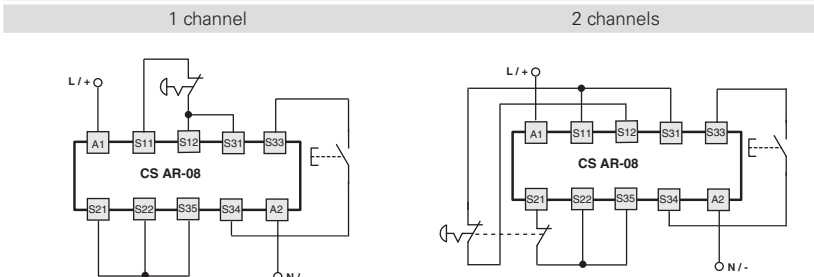 1 channel
2 channels
L / +
A1 S11 S12 S31 S33
CS AR-08
S21 S22 S35 S34 A2
N / -
L / +
A1 S11 S12 S31 S33
CS AR-08
S21 S22 S35 S34 A2
N / -